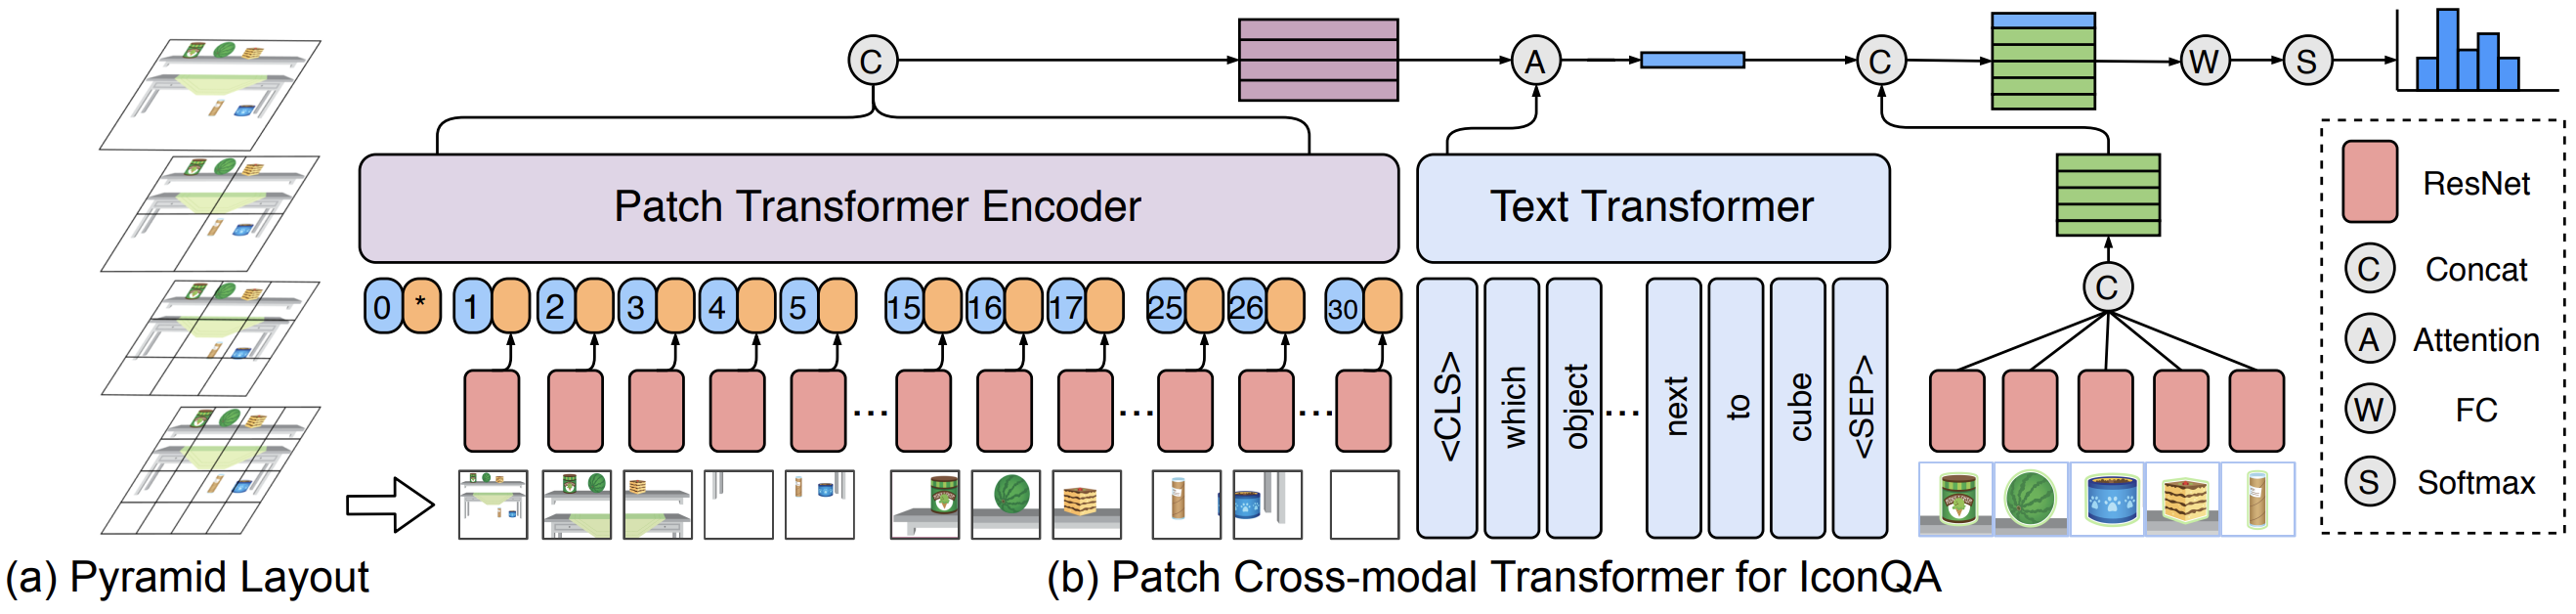 C
A
C
W
S
Patch Transformer Encoder
Text Transformer
0 * 1 2 3 4 5 15 16 17 25 26 30
...
...
...
<CLS>
which
object
...
next
to
cube
<SEP>
C
ResNet
C Concat
A Attention
W FC
S Softmax
(a) Pyramid Layout
(b) Patch Cross-modal Transformer for IconQA